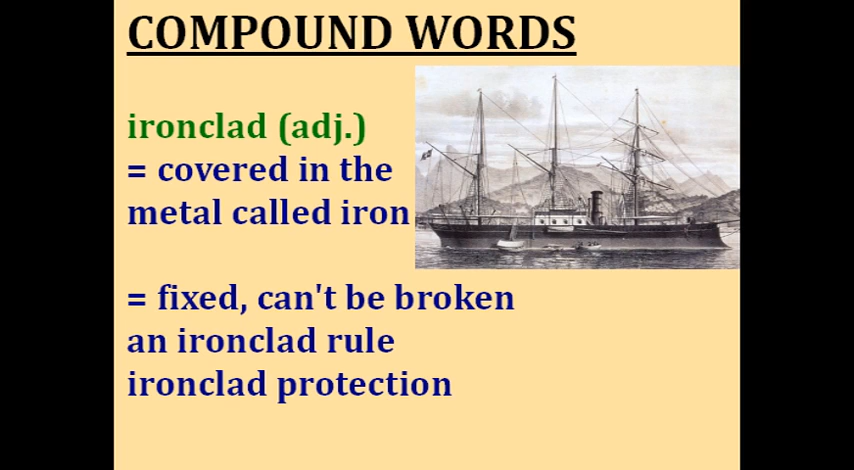 COMPOUND WORDS
ironclad (adj.)
= covered in the
metal called iron
= fixed, can't be broken
an ironclad rule
ironclad protection